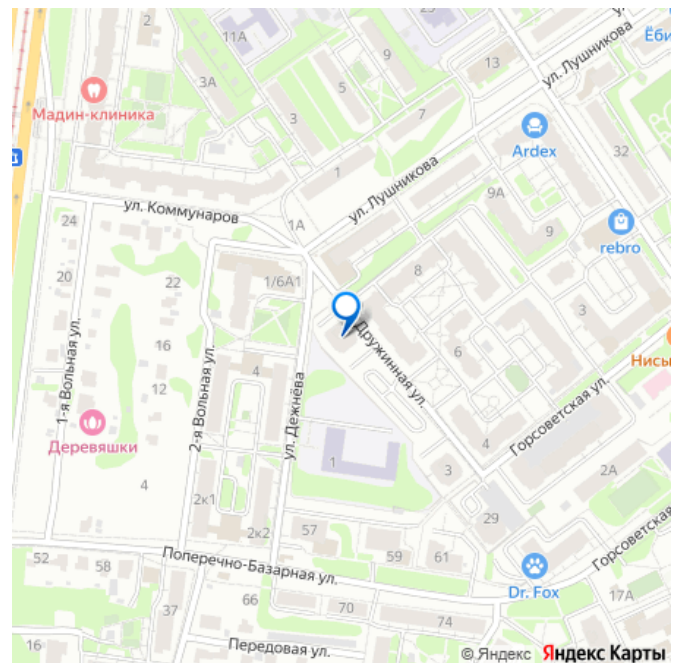 2
11А
9
13
ул. Лушникова
Ёби
3А
5
Мадин-клиника
3
7
Ardex
32
1
ул. Лушникова
9А
ул. Коммунаров
1А
24
9
rebro
20
22
1/6А1
8
3
1-я Вольная ул.
2-я Вольная ул.
16
12
4
ул. Дежнёва
Дружинная ул.
6
Нисы
Деревяшки
4
Горсоветская ул.
4
1
3
2А
2к1
2к2
57
29
52
58
Поперечно-Базарная ул.
59
61
Горсоветская
Dr. Fox
17А
37
66
70
74
16
Передовая ул.
© Яндекс Яндекс Карты